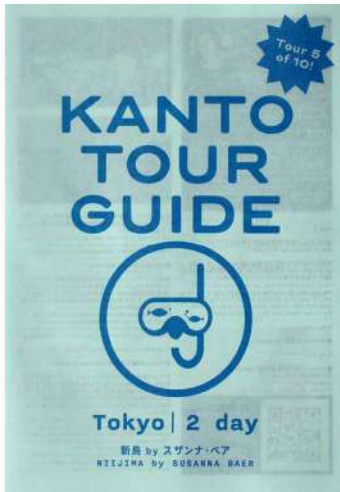 Tour 5
of 10!
KANTO
TOUR
GUIDE
Tokyo | 2 day
新島 by スザンナ・ベア
NIIJIMA by SUSANNA BAER